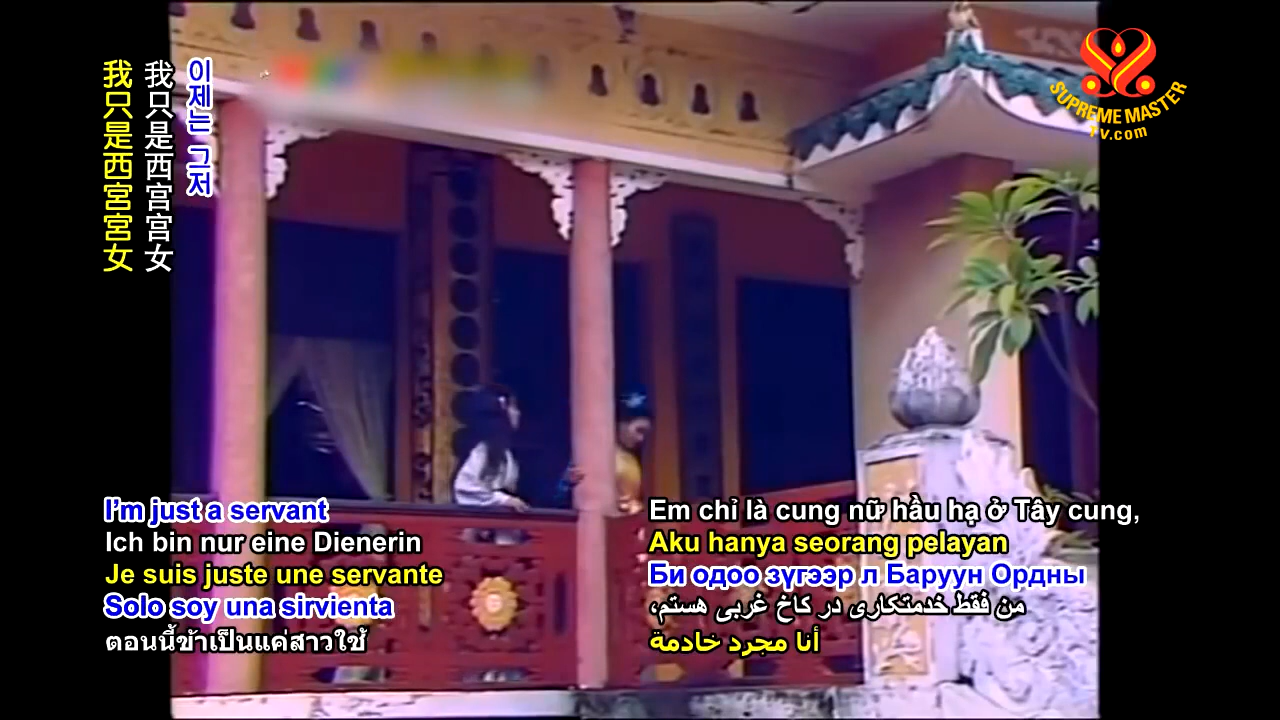 我只是西宮宮女
我只是西宫宫女
이제는 그저
SUPREME MASTER
TV.com
I'm just a servant
Ich bin nur eine Dienerin
Je suis juste une servante
Solo soy una sirvienta
ตอนนี้ข้าเป็นแค่สาวใช้
Em chỉ là cung nữ hầu hạ ở Tây cung,
Aku hanya seorang pelayan
Би одоо зүгээр л Баруун Ордны
من فقط خدمتکاری در کاخ غربی هستم،
أنا مجرد خادمة